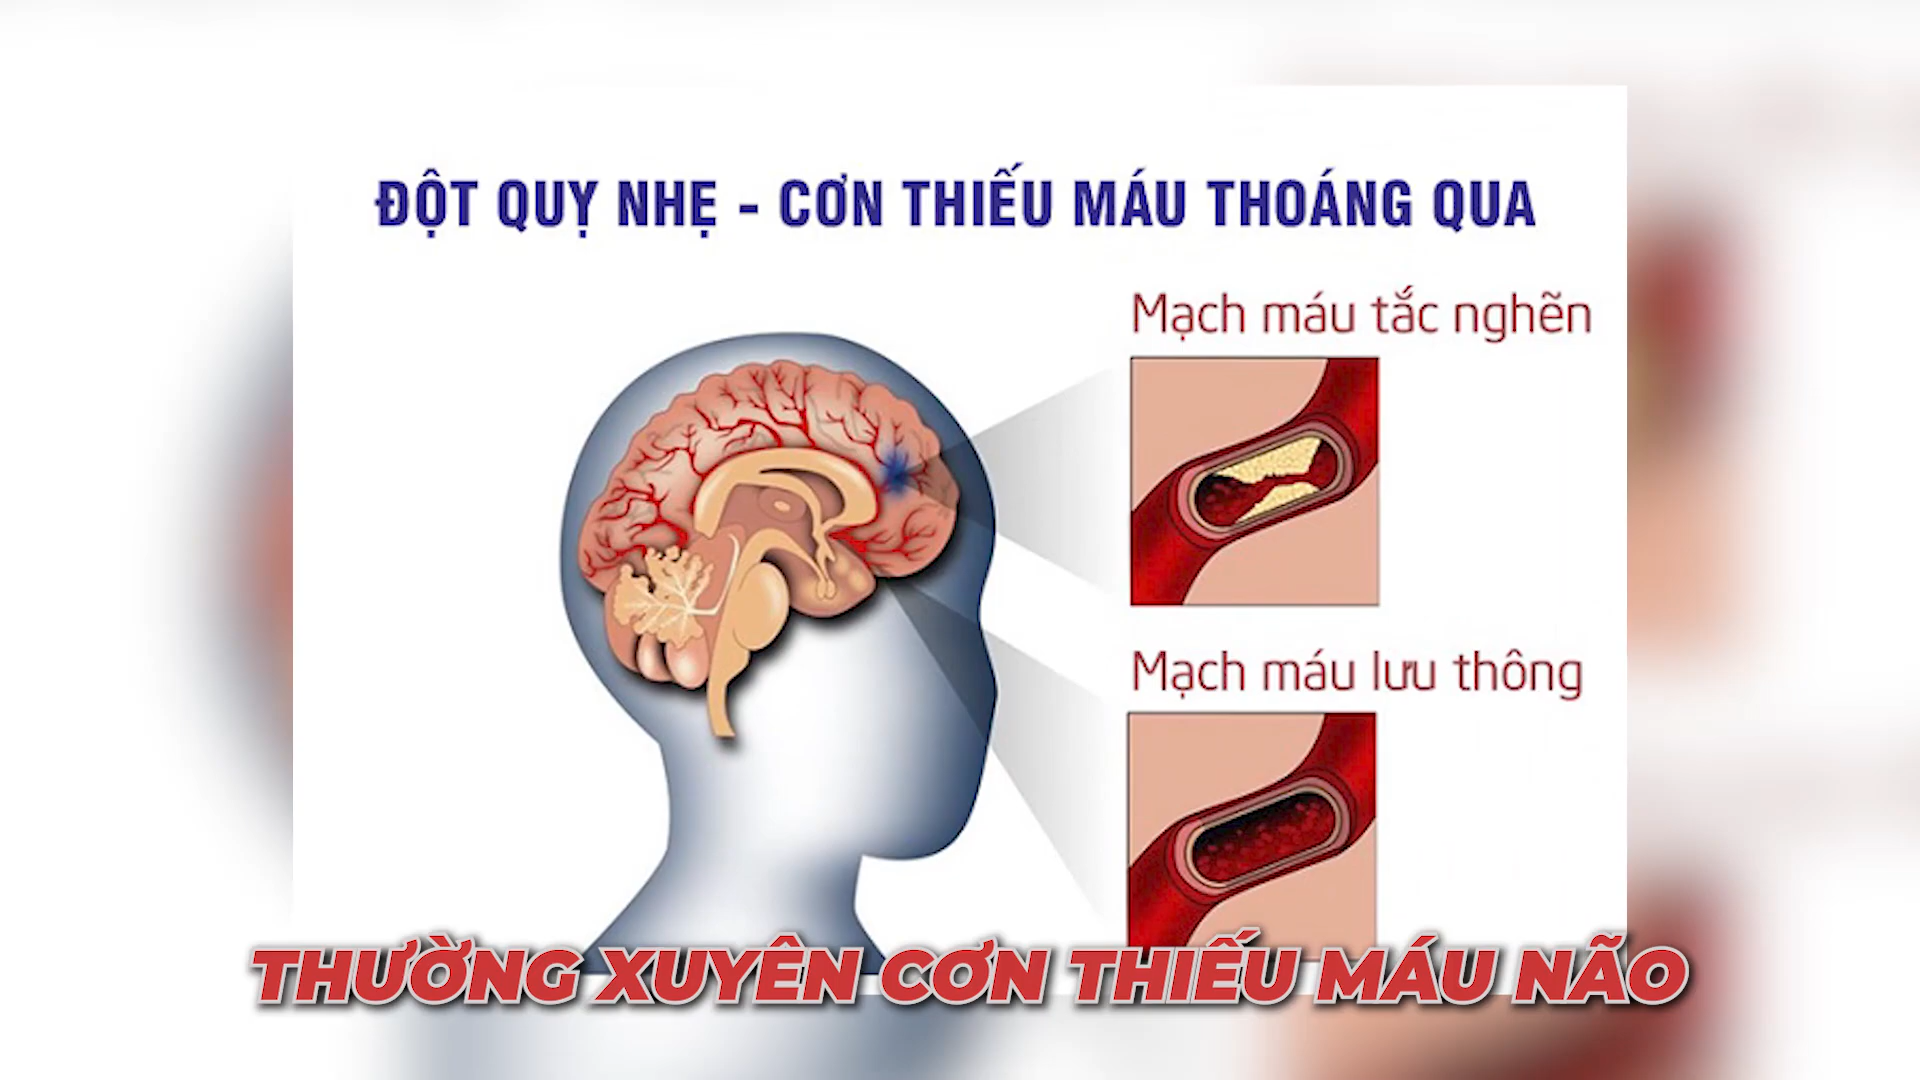 ĐỘT QUỴ NHẸ - CƠN THIẾU MÁU THOÁNG QUA
Mạch máu tắc nghẽn
Mạch máu lưu thông
THƯỜNG XUYÊN CƠN THIẾU MÁU NÃO